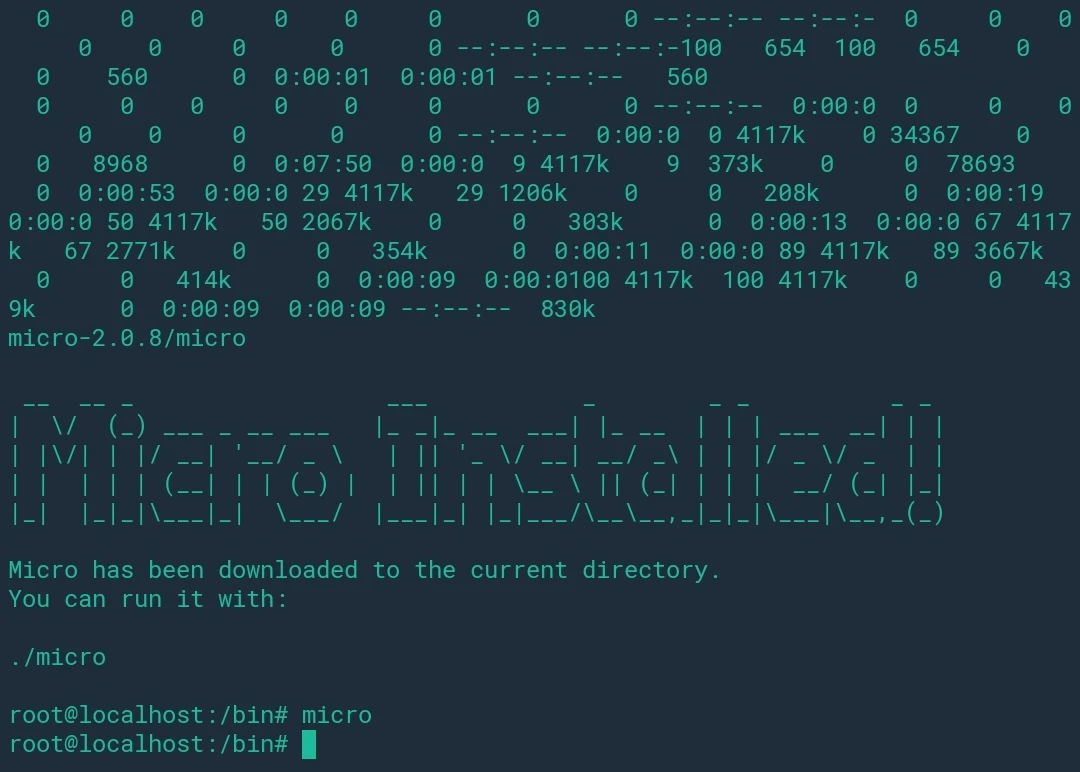 0     0    0    0    0     0      0      0 --:--:-- --:--:-  0     0    0
     0    0     0      0      0 --:--:-- --:--:-100   654  100   654    0
  0    560      0  0:00:01  0:00:01 --:--:--   560
  0     0    0     0    0     0      0      0 --:--:--  0:00:0  0     0    0
     0    0     0      0      0 --:--:--  0:00:0  0 4117k    0 34367    0
  0   8968      0  0:07:50  0:00:0  9 4117k    9  373k    0     0  78693
  0  0:00:53  0:00:0 29 4117k   29 1206k    0     0   208k      0  0:00:19
0:00:0 50 4117k   50 2067k    0     0   303k      0  0:00:13  0:00:0 67 4117
k   67 2771k    0     0   354k      0  0:00:11  0:00:0 89 4117k   89 3667k
  0     0   414k      0  0:00:09  0:00:0100 4117k  100 4117k    0     0   43
9k      0  0:00:09  0:00:09 --:--:--  830k
micro-2.0.8/micro
Micro Installed!
Micro has been downloaded to the current directory.
You can run it with:
./micro
root@localhost:/bin# micro
root@localhost:/bin#